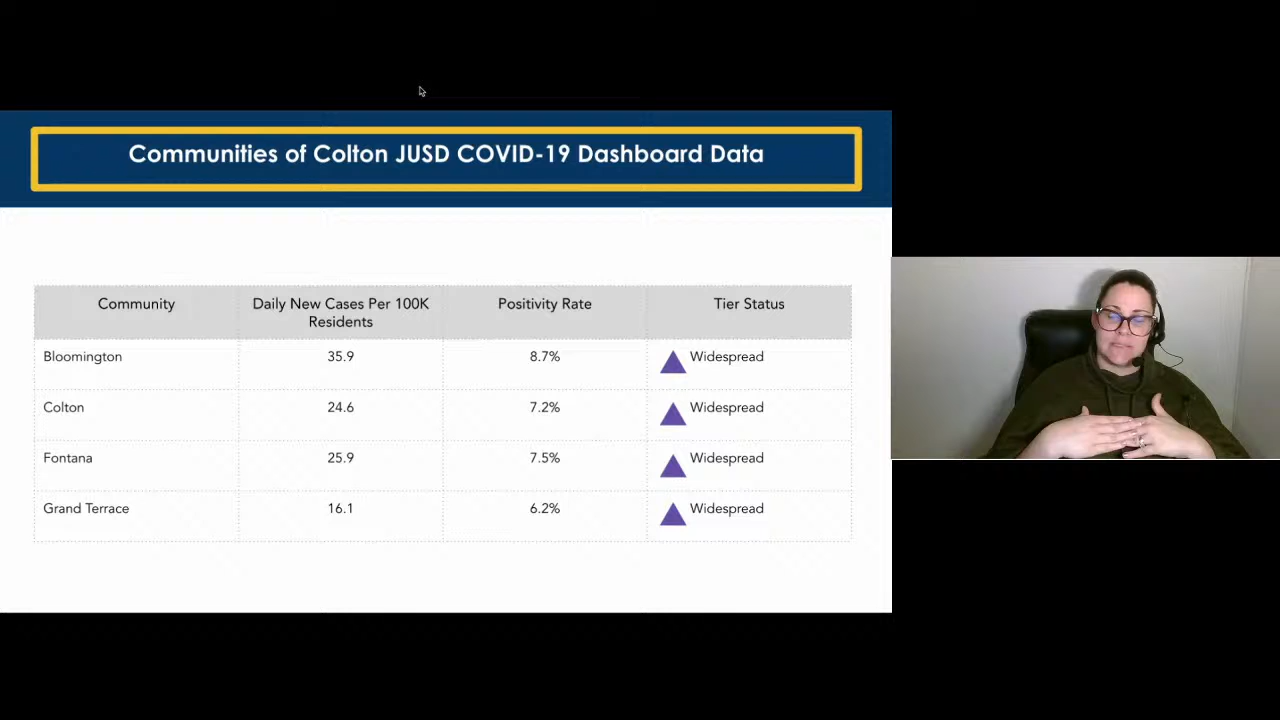 Communities of Colton JUSD COVID-19 Dashboard Data
Community
Daily New Cases Per 100K
Residents
Positivity Rate
Tier Status
Bloomington
35.9
8.7%
Widespread
Colton
24.6
7.2%
Widespread
Fontana
25.9
7.5%
Widespread
Grand Terrace
16.1
6.2%
Widespread